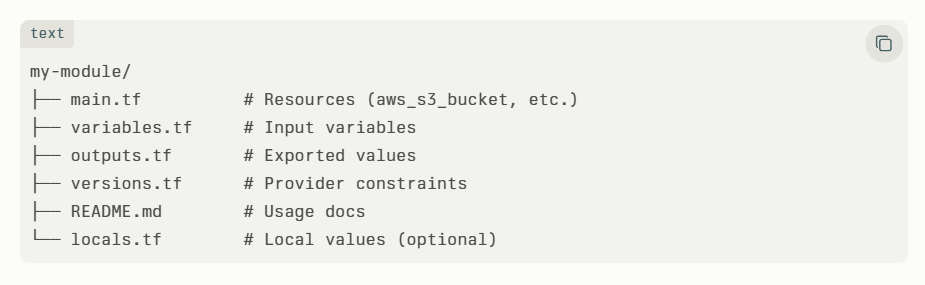 text
my-module/
├── main.tf          # Resources (aws_s3_bucket, etc.)
├── variables.tf     # Input variables
├── outputs.tf       # Exported values
├── versions.tf      # Provider constraints
├── README.md        # Usage docs
└── locals.tf        # Local values (optional)